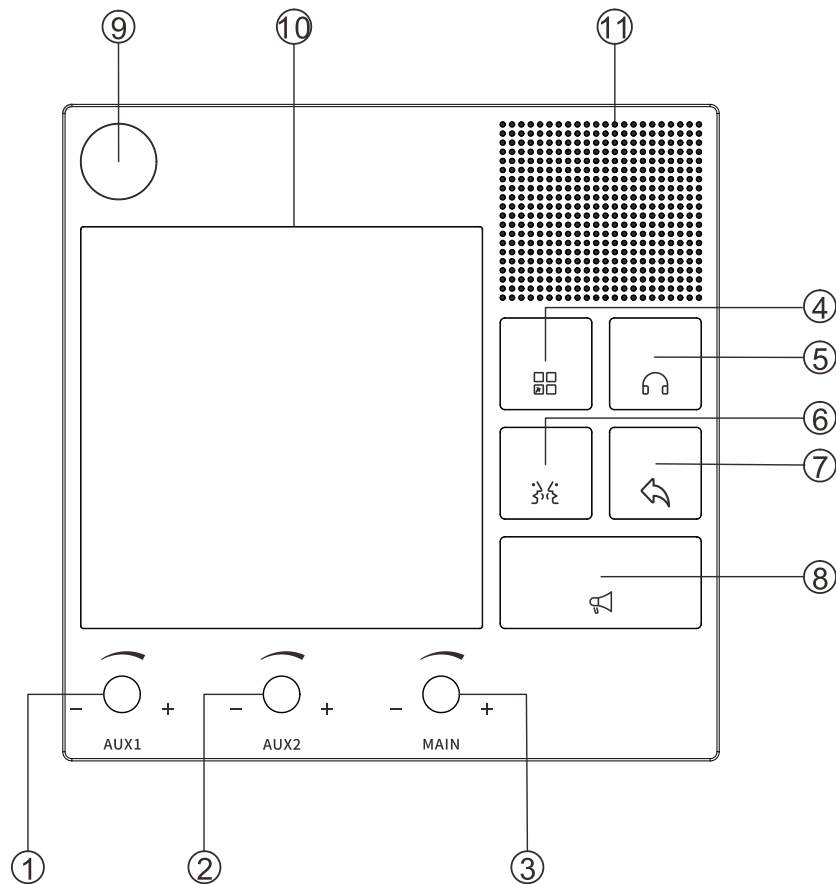 ⑨ ⑩ ⑪
④
⑤
⑥
⑦
⑧
− + − + − +
AUX1 AUX2 MAIN
① ② ③